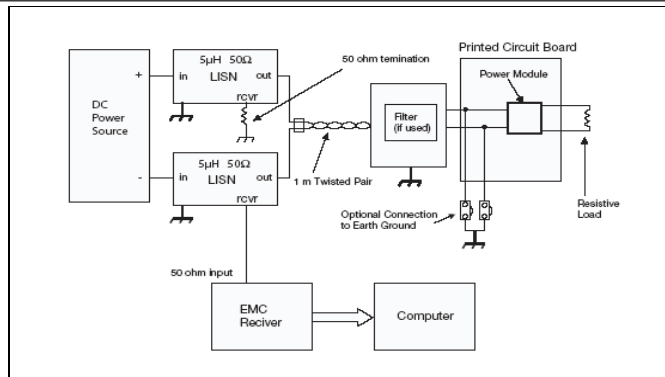 Printed Circuit Board
50 ohm temination
Power Module
5µH 50Ω
LISN
in
out
rcvr
+
DC
Power
Source
-
5µH 50Ω
LISN
in
out
rcvr
1 m Twisted Pair
Filter
(if used)
Optional Connection
to Earth Ground
Resistive
Load
50 ohm input
EMC
Reciver
Computer